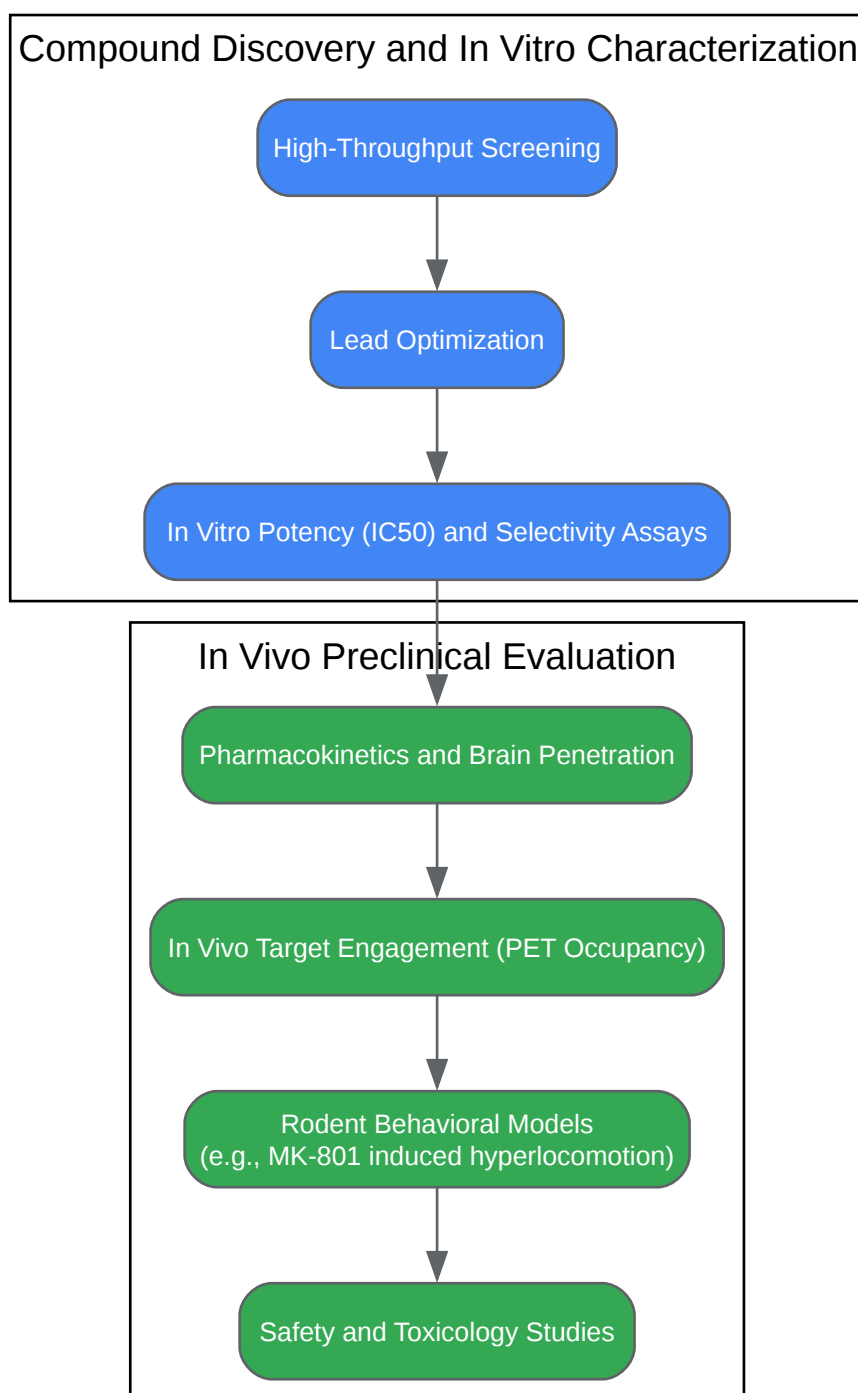 Compound Discovery and In Vitro Characterization
High-Throughput Screening
Lead Optimization
In Vitro Potency (IC50) and Selectivity Assays
In Vivo Preclinical Evaluation
Pharmacokinetics and Brain Penetration
In Vivo Target Engagement (PET Occupancy)
Rodent Behavioral Models
(e.g., MK-801 induced hyperlocomotion)
Safety and Toxicology Studies